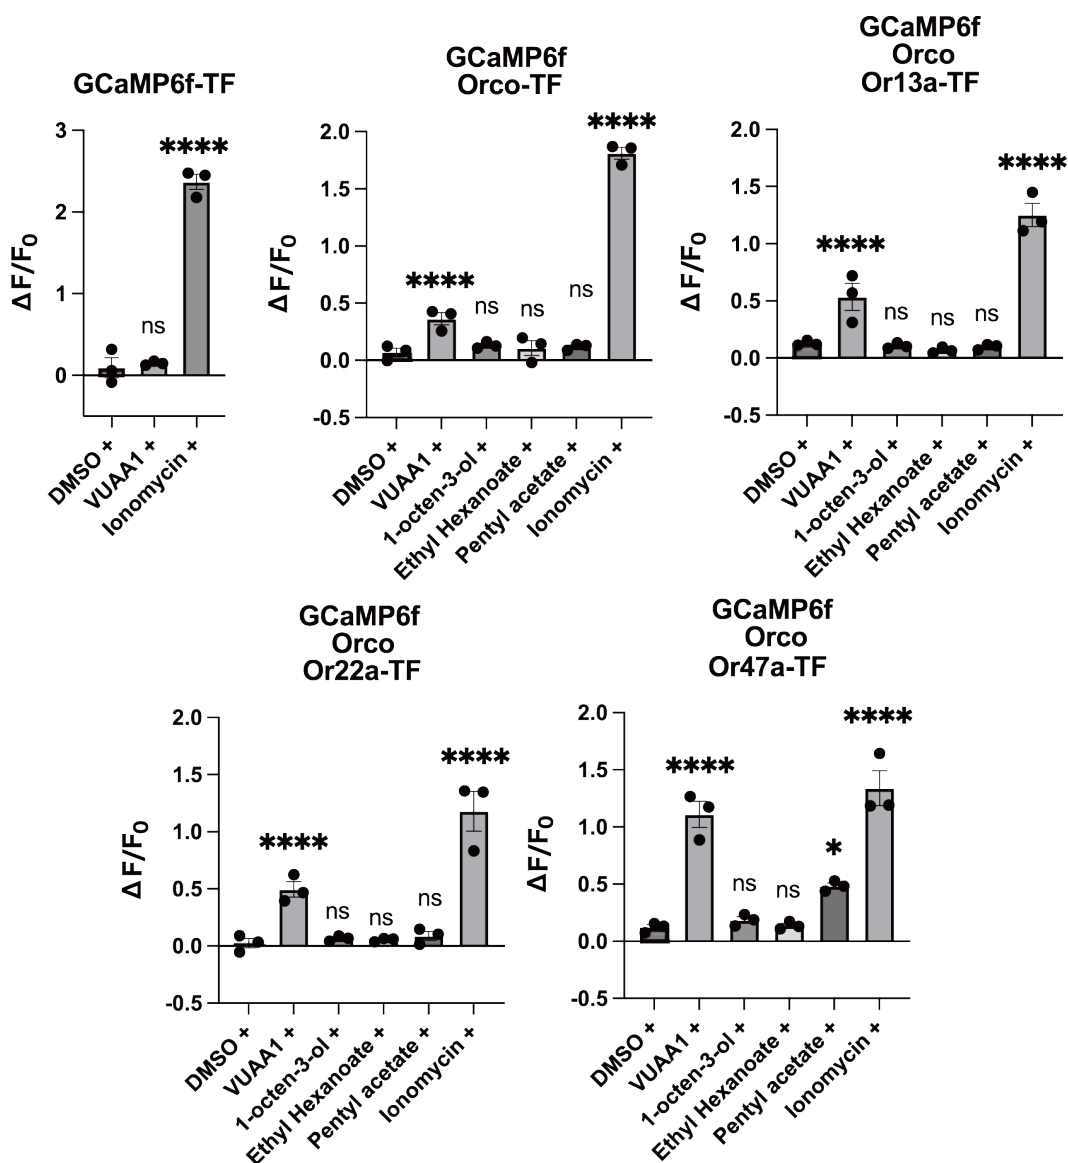 GCaMP6f-TF
3
2
1
0
ΔF/F0
ns
****
DMSO +
VUAA1 +
Ionomycin +
GCaMP6f
Orco-TF
2.0
1.5
1.0
0.5
0.0
-0.5
ΔF/F0
****
ns
ns
ns
****
DMSO +
VUAA1 +
1-octen-3-ol +
Ethyl Hexanoate +
Pentyl acetate +
Ionomycin +
GCaMP6f
Orco
Or13a-TF
2.0
1.5
1.0
0.5
0.0
-0.5
ΔF/F0
****
ns
ns
ns
****
DMSO +
VUAA1 +
1-octen-3-ol +
Ethyl Hexanoate +
Pentyl acetate +
Ionomycin +
GCaMP6f
Orco
Or22a-TF
2.0
1.5
1.0
0.5
0.0
-0.5
ΔF/F0
****
ns
ns
ns
****
DMSO +
VUAA1 +
1-octen-3-ol +
Ethyl Hexanoate +
Pentyl acetate +
Ionomycin +
GCaMP6f
Orco
Or47a-TF
2.0
1.5
1.0
0.5
0.0
-0.5
ΔF/F0
****
ns
ns
*
****
DMSO +
VUAA1 +
1-octen-3-ol +
Ethyl Hexanoate +
Pentyl acetate +
Ionomycin +